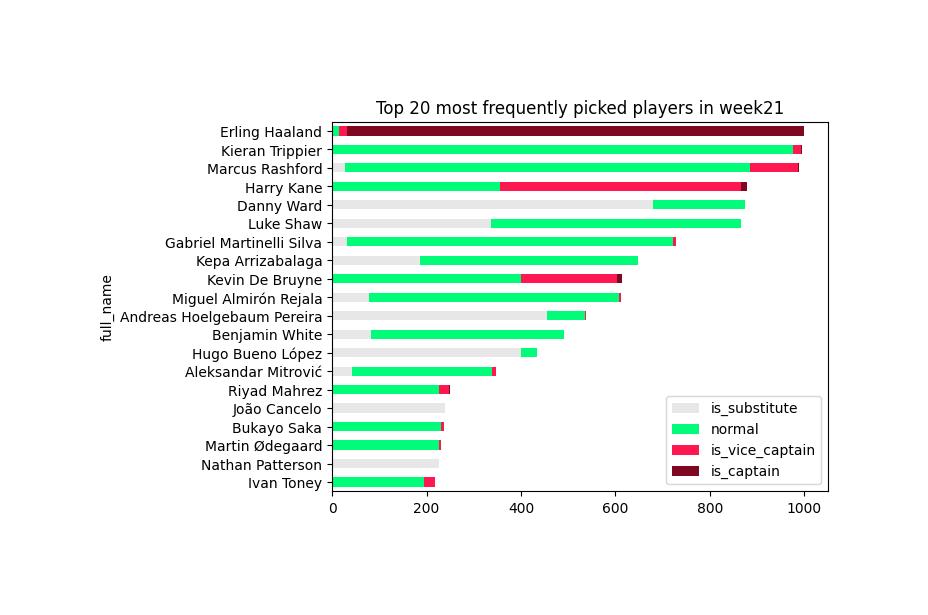 Top 20 most frequently picked players in week21
Erling Haaland
Kieran Trippier
Marcus Rashford
Harry Kane
Danny Ward
Luke Shaw
Gabriel Martinelli Silva
Kepa Arrizabalaga
Kevin De Bruyne
Miguel Almirón Rejala
Andreas Hoelgebaum Pereira
Benjamin White
Hugo Bueno López
Aleksandar Mitrović
Riyad Mahrez
João Cancelo
Bukayo Saka
Martin Ødegaard
Nathan Patterson
Ivan Toney
full_name
is_substitute
normal
is_vice_captain
is_captain
0 200 400 600 800 1000